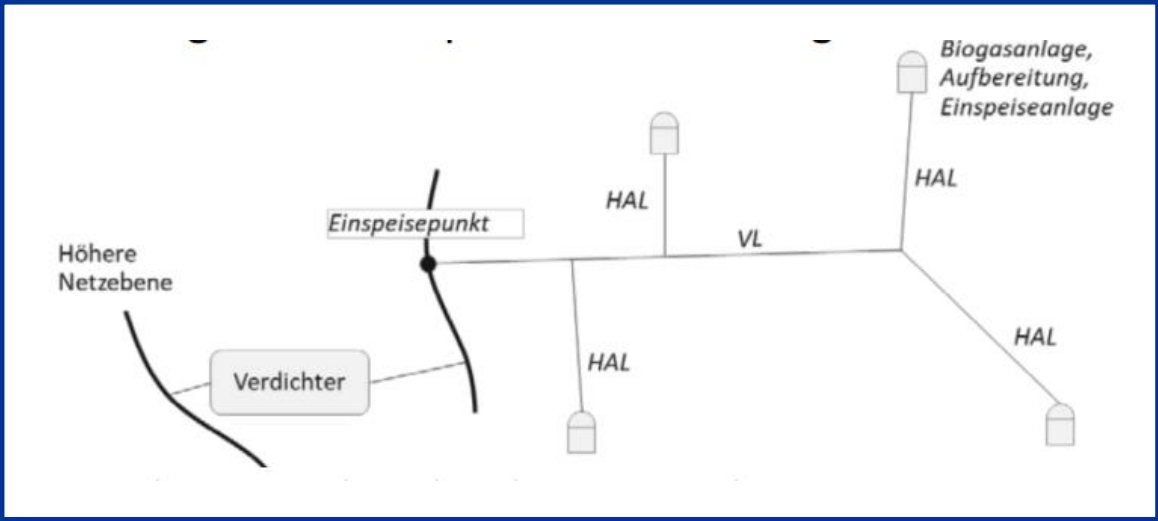 Biogasanlage,
Aufbereitung,
Einspeiseanlage
HAL
HAL
Einspeisepunkt
VL
Höhere
Netzebene
HAL
HAL
Verdichter